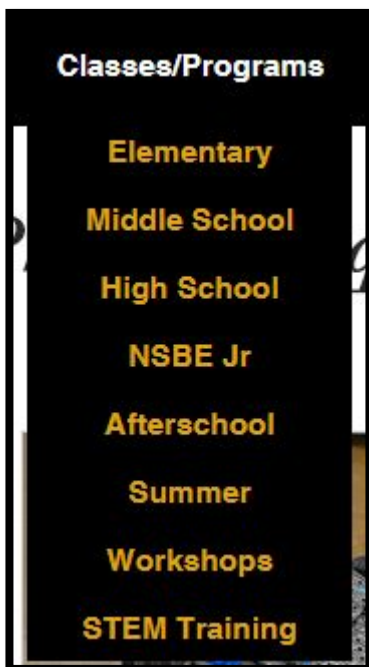 Classes/Programs
Elementary
Middle School
High School
NSBE Jr
Afterschool
Summer
Workshops
STEM Training